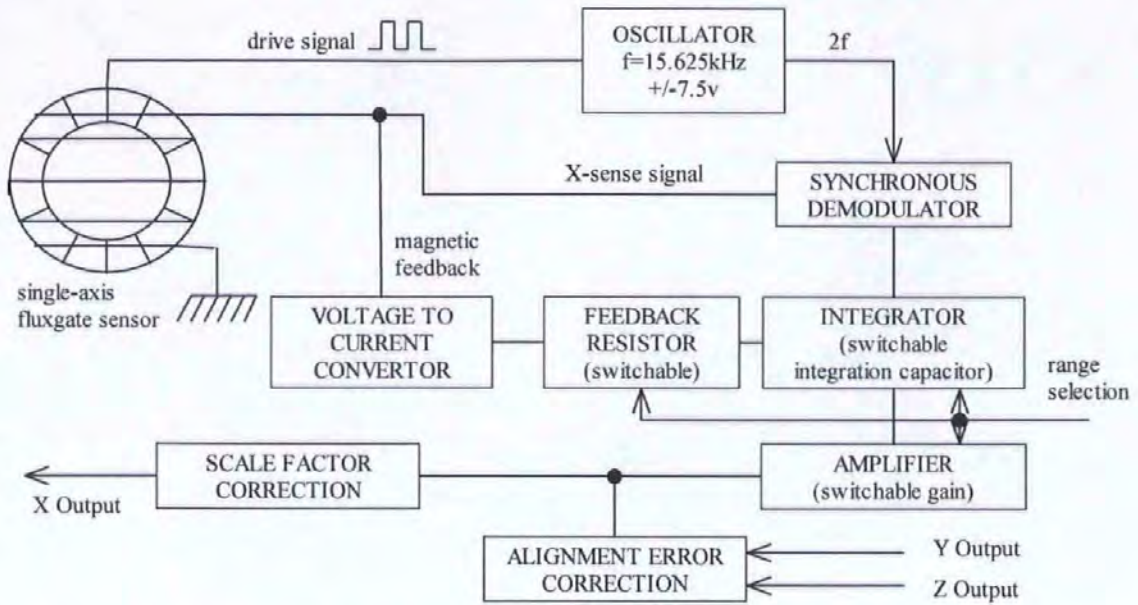 drive signal
OSCILLATOR
f=15.625kHz
+/-7.5v
2f
X-sense signal
SYNCHRONOUS
DEMODULATOR
magnetic
feedback
single-axis
fluxgate sensor
VOLTAGE TO
CURRENT
CONVERTOR
FEEDBACK
RESISTOR
(switchable)
INTEGRATOR
(switchable
integration capacitor)
range
selection
SCALE FACTOR
CORRECTION
AMPLIFIER
(switchable gain)
X Output
ALIGNMENT ERROR
CORRECTION
Y Output
Z Output